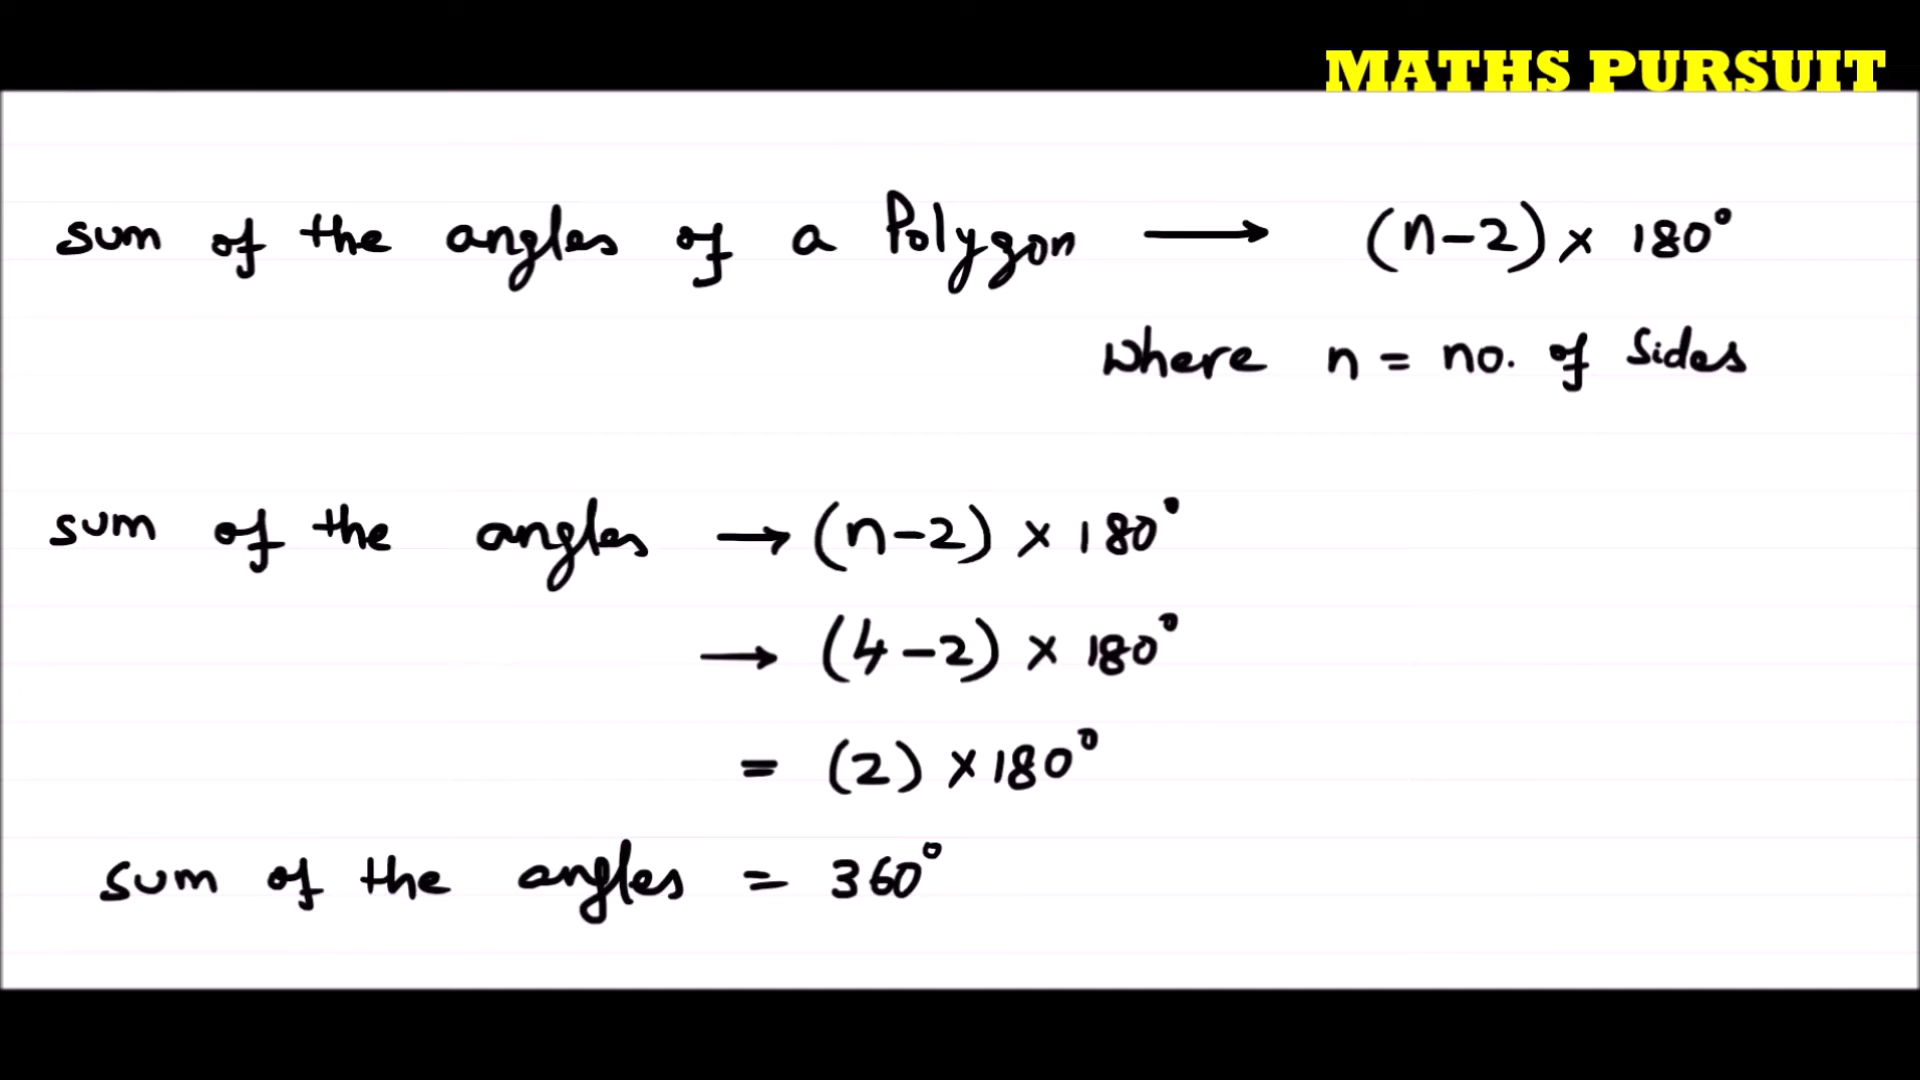 MATHS PURSUIT
sum of the angles of a Polygon ⟶ (n-2) × 180°
Where n = no. of Sides
sum of the angles → (n-2) × 180°
→ (4-2) × 180°
= (2) × 180°
sum of the angles = 360°